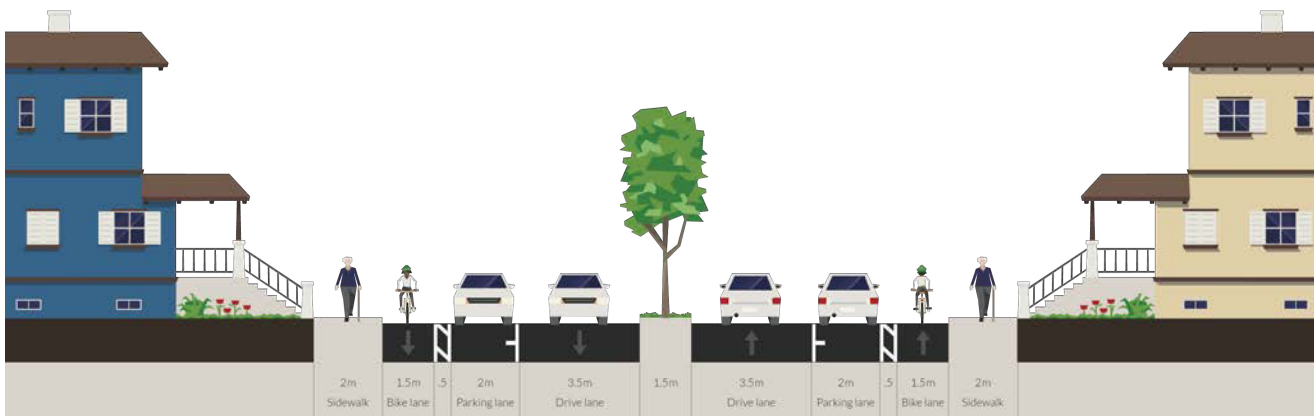 2m
Sidewalk
1.5m
Bike lane
.5
2m
Parking lane
3.5m
Drive lane
1.5m
3.5m
Drive lane
2m
Parking lane
.5
1.5m
Bike lane
2m
Sidewalk